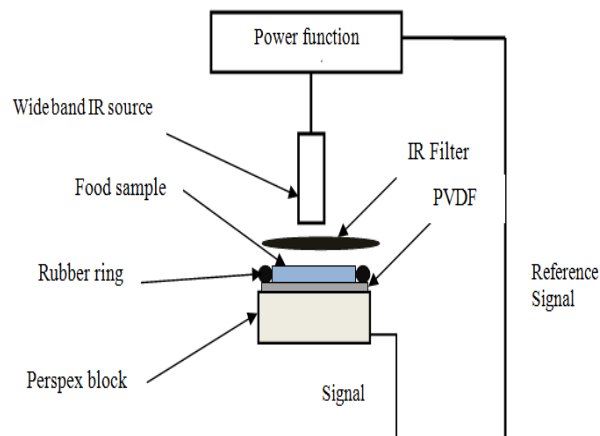 Power function
Wide band IR source
IR Filter
Food sample
PVDF
Rubber ring
Reference
Signal
Perspex block
Signal